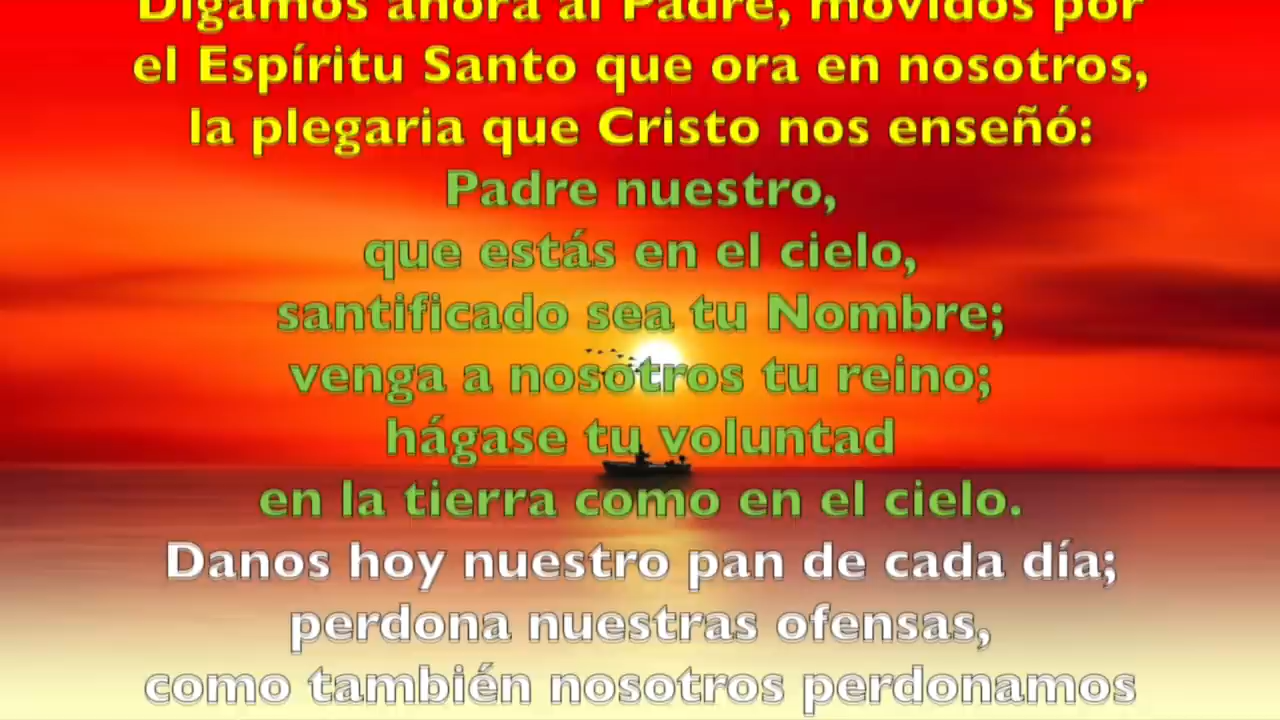 Digamos ahora al Padre, movidos por
el Espíritu Santo que ora en nosotros,
la plegaria que Cristo nos enseñó:
Padre nuestro,
que estás en el cielo,
santificado sea tu Nombre;
venga a nosotros tu reino;
hágase tu voluntad
en la tierra como en el cielo.
Danos hoy nuestro pan de cada día;
perdona nuestras ofensas,
como también nosotros perdonamos